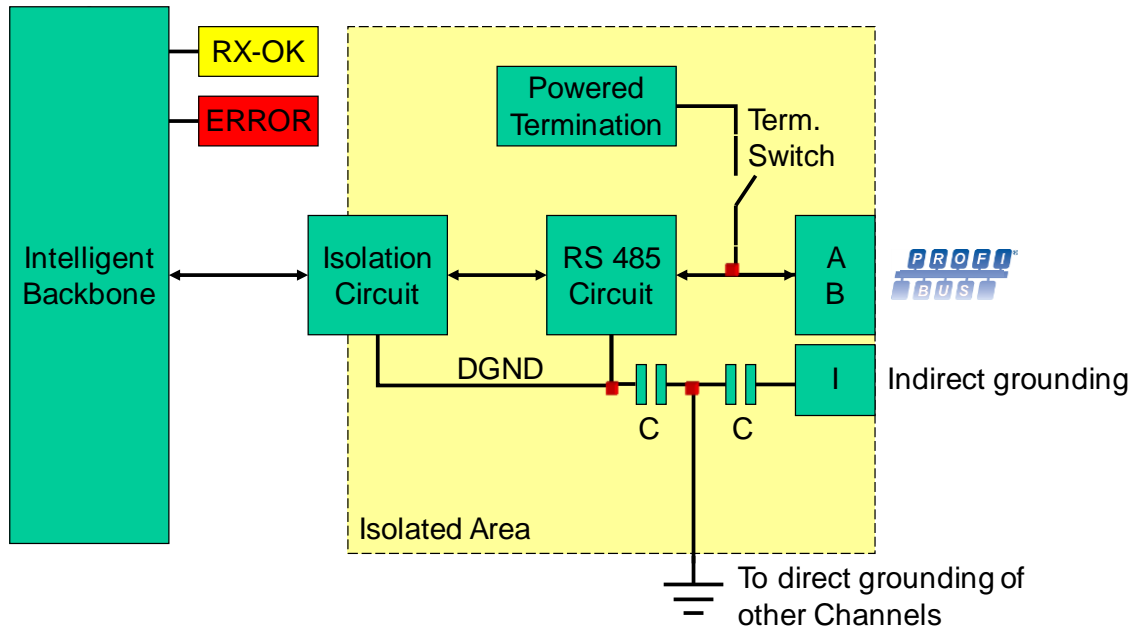 RX-OK
ERROR
Intelligent
Backbone
Powered
Termination
Term.
Switch
Isolation
Circuit
RS 485
Circuit
A
B
PROFI®
BUS
DGND
C
C
I
Indirect grounding
Isolated Area
To direct grounding of
other Channels